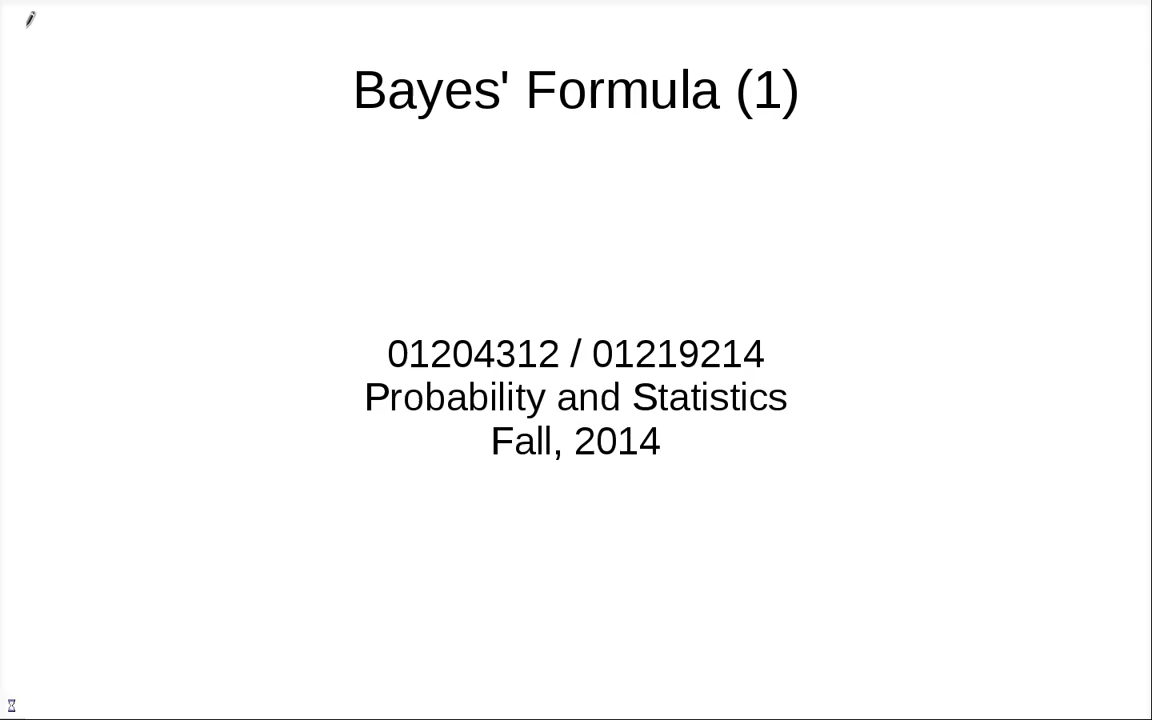 Bayes' Formula (1)
01204312 / 01219214
Probability and Statistics
Fall, 2014